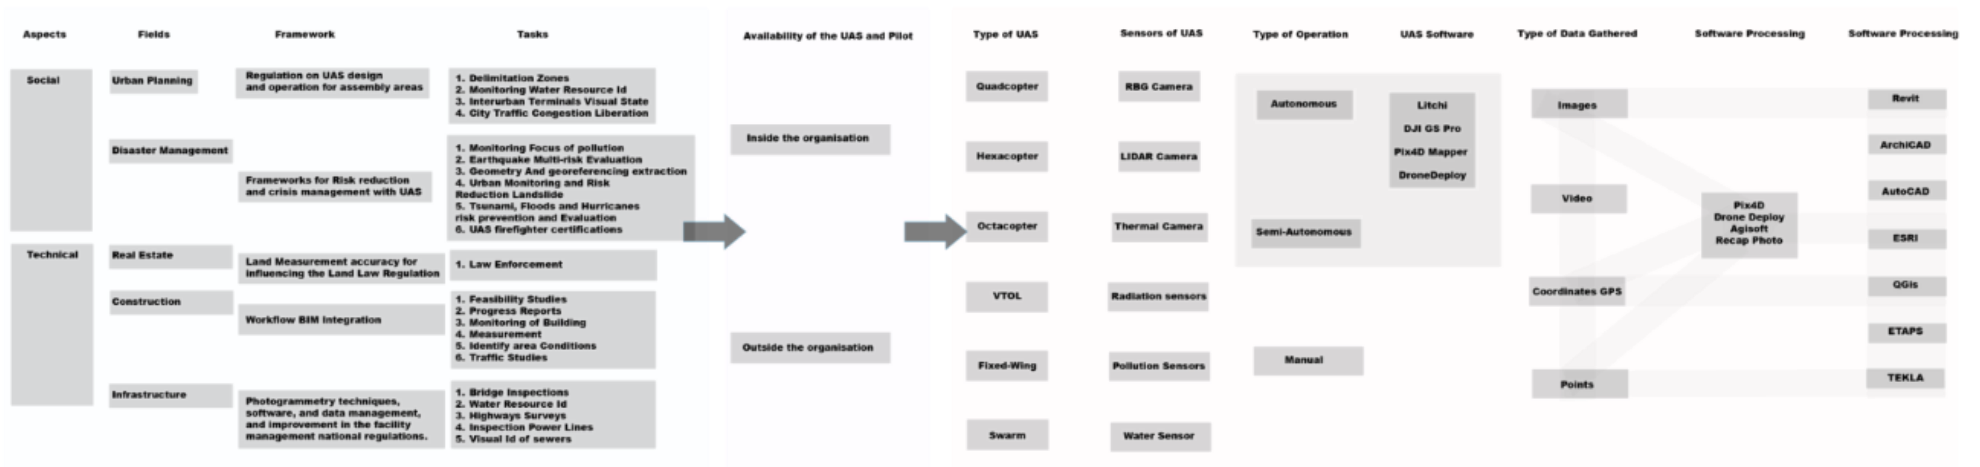 Aspects
Fields
Framework
Tasks
Availability of the UAS and Pilot
Type of UAS
Sensors of UAS
Type of Operation
UAS Software
Type of Data Gathered
Software Processing
Software Processing
Social
Urban Planning
Regulation on UAS design
and operation for assembly areas
1. Delimitation Zones
2. Monitoring Water Resource Id
3. Interurban Terminals Visual State
4. City Traffic Congestion Liberation
Disaster Management
Frameworks for Risk reduction
and crisis management with UAS
1. Monitoring Focus of pollution
2. Earthquake Multi-risk Evaluation
3. Geometry And georeferencing extraction
4. Urban Monitoring and Risk
Reduction Landslide
5. Tsunami, Floods and Hurricanes
risk prevention and Evaluation
6. UAS firefighter certifications
Technical
Real Estate
Land Measurement accuracy for
influencing the Land Law Regulation
1. Law Enforcement
Construction
Workflow BIM Integration
1. Feasibility Studies
2. Progress Reports
3. Monitoring of Building
4. Measurement
5. Identify area Conditions
6. Traffic Studies
Infrastructure
Photogrammetry techniques,
software, and data management,
and improvement in the facility
management national regulations.
1. Bridge Inspections
2. Water Resource Id
3. Highways Surveys
4. Inspection Power Lines
5. Visual Id of sewers
Inside the organisation
Outside the organisation
Quadcopter
Hexacopter
Octacopter
VTOL
Fixed-Wing
Swarm
RBG Camera
LIDAR Camera
Thermal Camera
Radiation sensors
Pollution Sensors
Water Sensor
Autonomous
Semi-Autonomous
Manual
Litchi
DJI GS Pro
Pix4D Mapper
DroneDeploy
Images
Video
Coordinates GPS
Points
Pix4D
Drone Deploy
Agisoft
Recap Photo
Revit
ArchiCAD
AutoCAD
ESRI
QGis
ETAPS
TEKLA